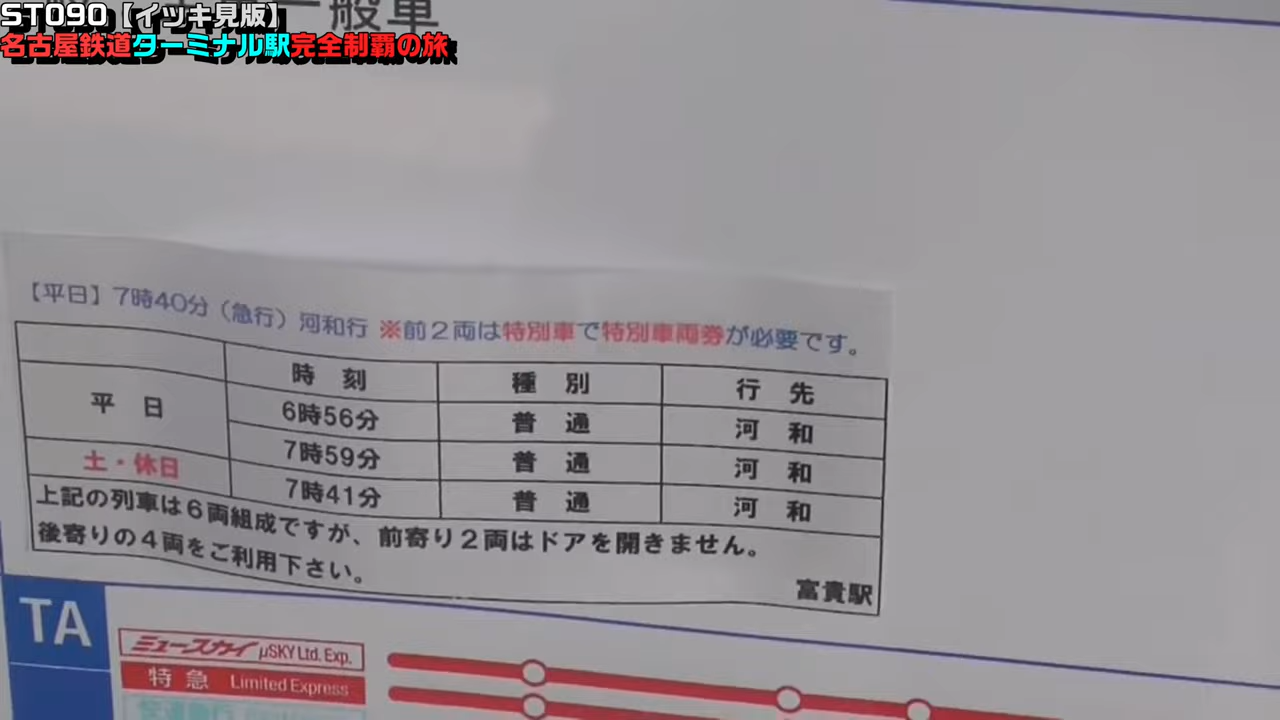 ST090【イツキ見版】
名古屋鉄道ターミナル駅完全制覇の旅
一般車
【平日】7時40分（急行）河和行 ※前2両は特別車で特別車両券が必要です。
時 刻 種 別 行 先
平 日 6時56分 普 通 河 和
7時59分 普 通 河 和
土・休日 7時41分 普 通 河 和
上記の列車は6両組成ですが、前寄り2両はドアを開きません。
後寄りの4両をご利用下さい。
富貴駅
TA
ミュースカイ μSKY Ltd. Exp.
特 急 Limited Express